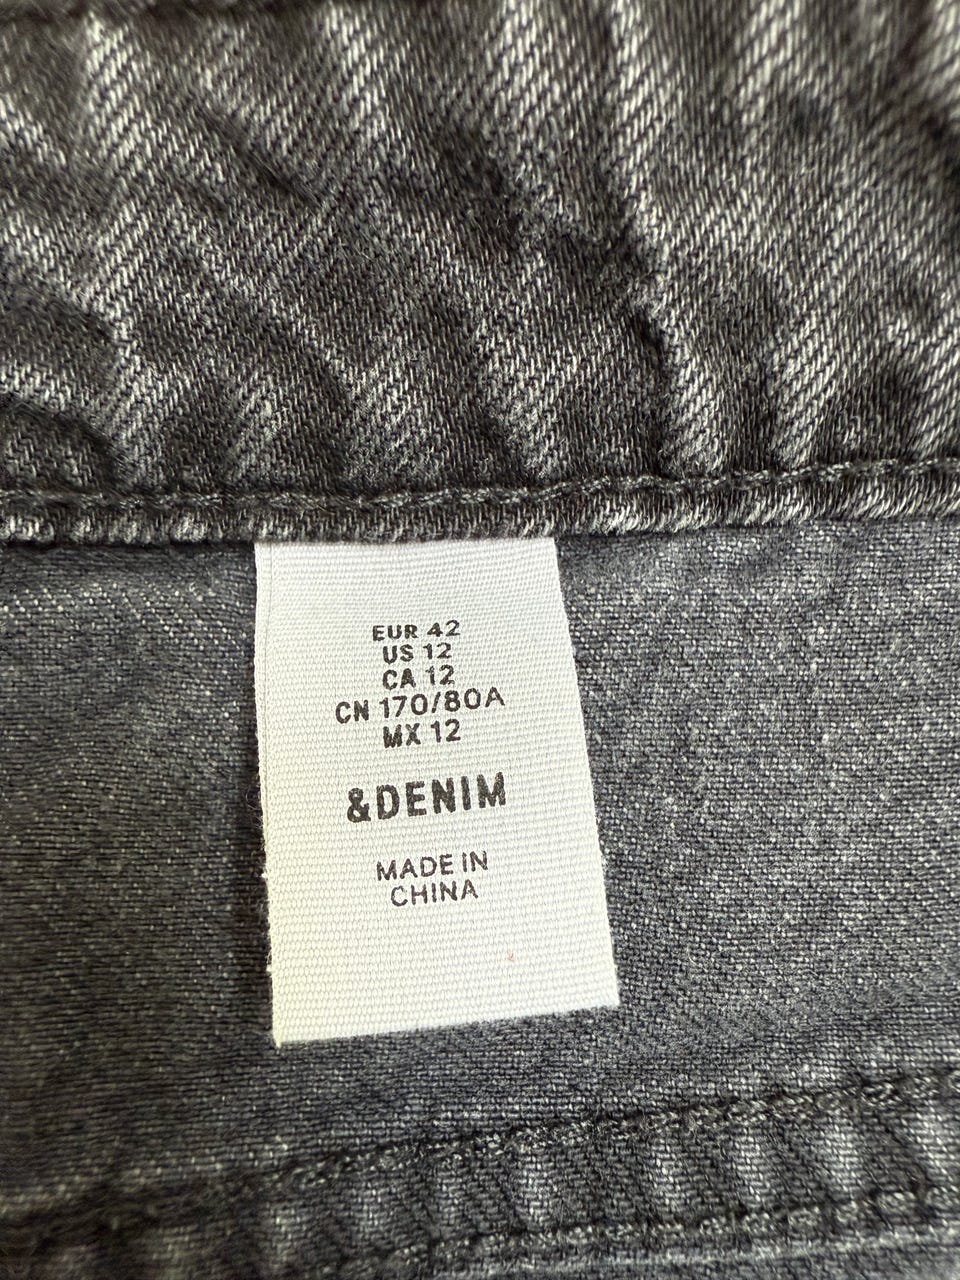 EUR 42
US 12
CA 12
CN 170/80A
MX 12
&DENIM
MADE IN
CHINA